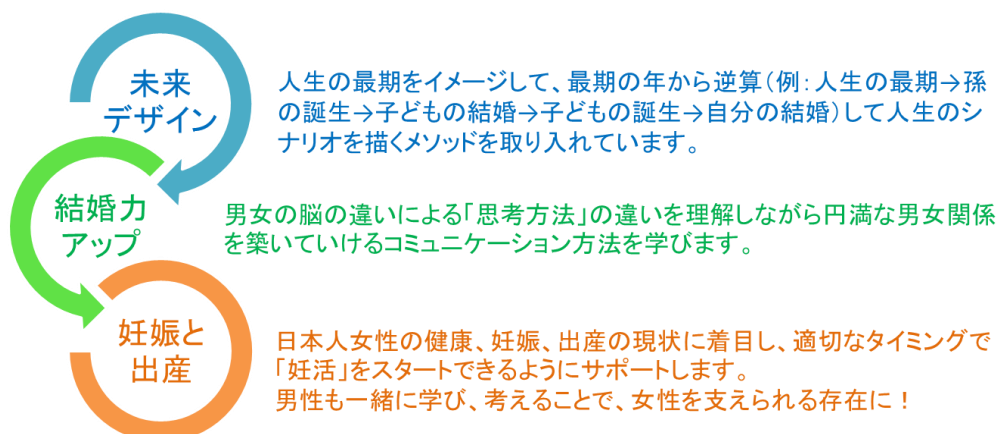 未来
デザイン
人生の最期をイメージして、最期の年から逆算（例：人生の最期→孫
の誕生→子どもの結婚→子どもの誕生→自分の結婚）して人生のシ
ナリオを描くメソッドを取り入れています。
結婚力
アップ
男女の脳の違いによる「思考方法」の違いを理解しながら円満な男女関係
を築いていけるコミュニケーション方法を学びます。
妊娠と
出産
日本人女性の健康、妊娠、出産の現状に着目し、適切なタイミングで
「妊活」をスタートできるようにサポートします。
男性も一緒に学び、考えることで、女性を支えられる存在に！